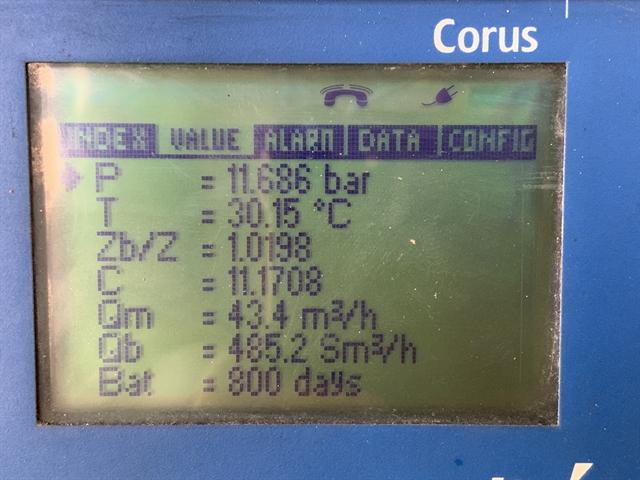 Corus
INDEX VALUE ALARM DATA CONFIG
P = 11.686 bar
T = 30.15 °C
Zb/Z = 1.0198
C = 11.1708
Qm = 43.4 m³/h
Qb = 485.2 Sm³/h
Bat = 800 days